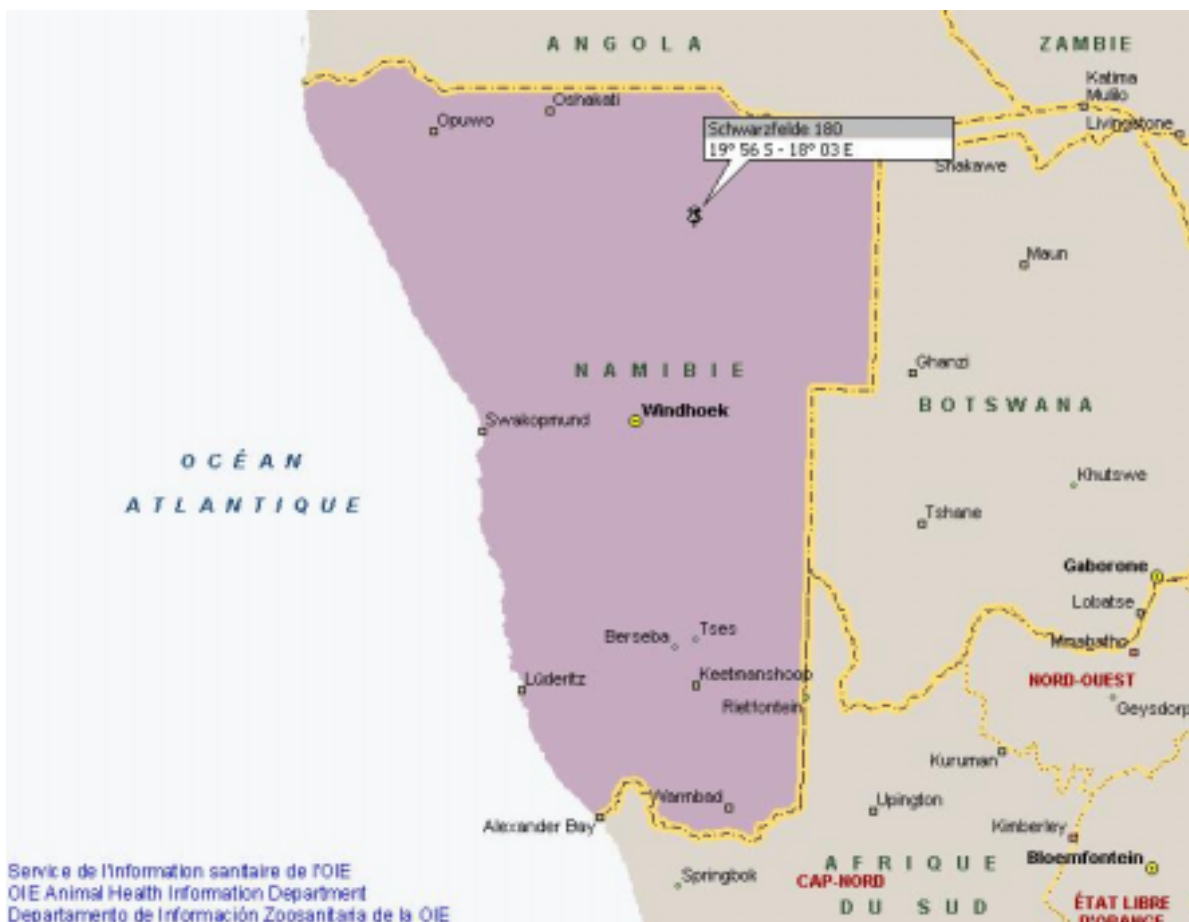 ANGOLA
ZAMBIE
Katima
Mulilo
Oshakati
Opuwo
Livingstone
Schwarzfelde 180
19° 56 S - 18° 03 E
Shakawe
Maun
Ghanzi
NAMIBIE
BOTSWANA
Windhoek
Swakopmund
OCÉAN
ATLANTIQUE
Khutswe
Tshane
Gaborone
Lobatse
Mmabatho
Berseba
Tses
Lüderitz
Keetmanshoop
NORD-OUEST
Rietfontein
Geysdorp
Kuruman
Warmbad
Upington
Alexander Bay
Kimberley
AFRIQUE
Bloemfontein
CAP-NORD
Springbok
DU SUD
ÉTAT LIBRE
D'ORANGE
Service de l'Information sanitaire de l'OIE
OIE Animal Health Information Department
Departamento de Información Zoosanitaria de la OIE